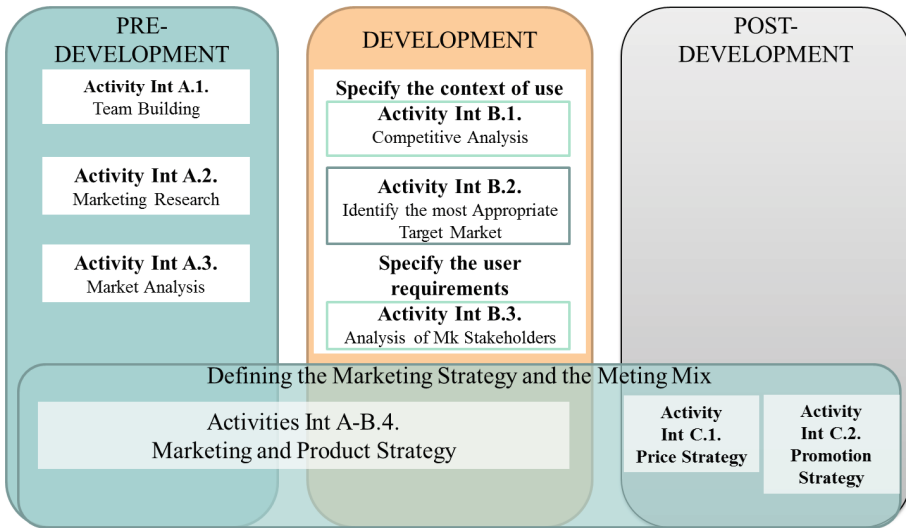 PRE-
DEVELOPMENT
Activity Int A.1.
Team Building
Activity Int A.2.
Marketing Research
Activity Int A.3.
Market Analysis
DEVELOPMENT
Specify the context of use
Activity Int B.1.
Competitive Analysis
Activity Int B.2.
Identify the most Appropriate
Target Market
Specify the user
requirements
Activity Int B.3.
Analysis of Mk Stakeholders
POST-
DEVELOPMENT
Defining the Marketing Strategy and the Meting Mix
Activities Int A-B.4.
Marketing and Product Strategy
Activity
Int C.1.
Price Strategy
Activity
Int C.2.
Promotion
Strategy